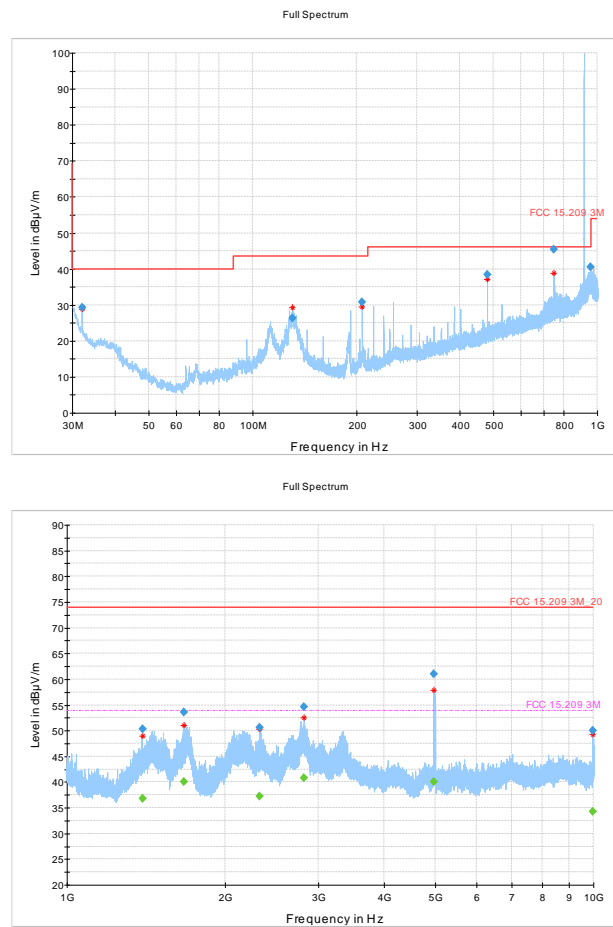 Full Spectrum
100
90
80
70
60
50
40
30
20
10
0
Level in dBµV/m
FCC 15.209 3M
30M 50 60 80 100M 200 300 400 500 800 1G
Frequency in Hz
Full Spectrum
90
85
80
75
70
65
60
55
50
45
40
35
30
25
20
Level in dBµV/m
FCC 15.209 3M_20
FCC 15.209 3M
1G 2G 3G 4G 5G 6 7 8 9 10G
Frequency in Hz